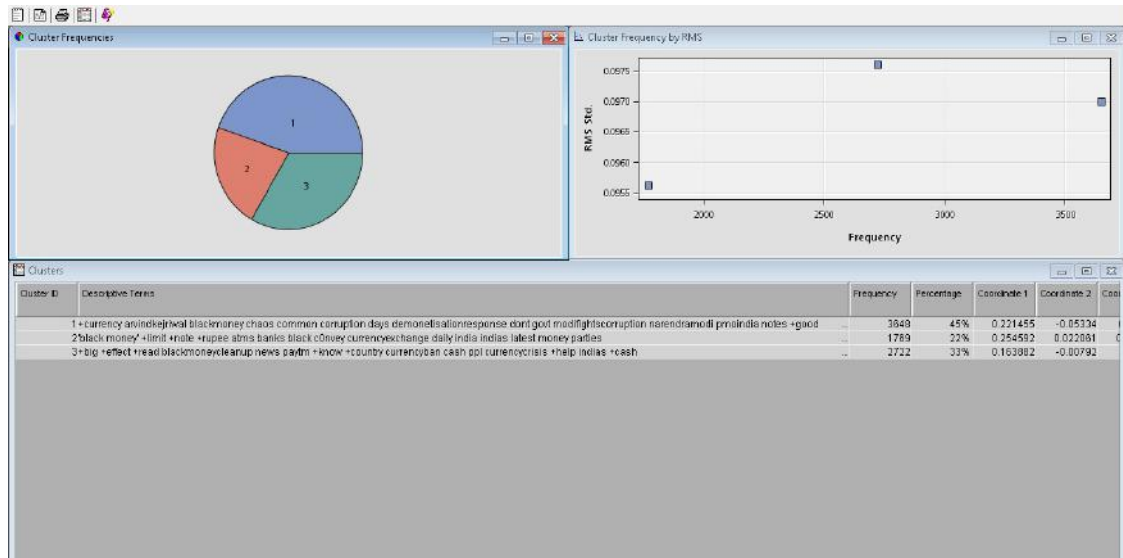 Cluster Frequencies
1
2
3
Cluster Frequency by RMS
RMS Std.
0.0975
0.0970
0.0965
0.0960
0.0955
2000 2500 3000 3500
Frequency
Clusters
Cluster ID Descriptive Terms Frequency Percentage Coordinate 1 Coordinate 2 Coor
1 +currency arvindkejriwal blackmoney chaos common corruption days demonetisationresponse dont govt modifightscorruption narendramodi pmoindia notes +good ... 3648 45% 0.221455 -0.05334
2 'black money' +limit +note +rupee atms banks black c0nvey currencyexchange daily india indias latest money parties ... 1789 22% 0.254592 0.022081
3 +big +effect +read blackmoneycleanup news paytm +know +country currencyban cash ppl currencycrisis +help indias +cash ... 2722 33% 0.163882 -0.00792